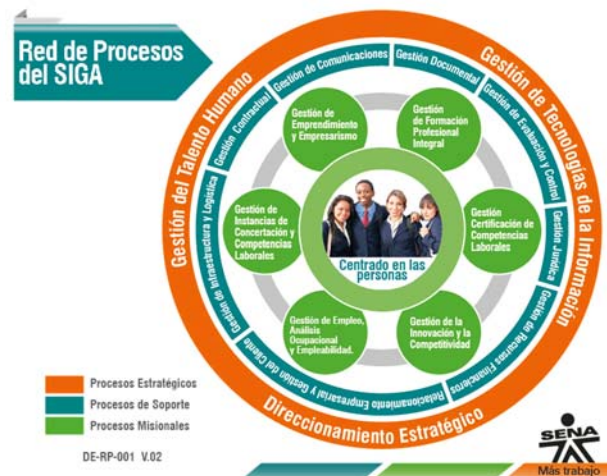 Red de Procesos
del SIGA
Gestión del Talento Humano
Gestión de Tecnologías de la Información
Direccionamiento Estratégico
Gestión de Infraestructura y Logística
Gestión Contractual
Gestión de Comunicaciones
Gestión Documental
Gestión de Evaluación y Control
Gestión Jurídica
Gestión de Recursos Financieros
Relacionamiento Empresarial y Gestión del Cliente
Gestión de
Emprendimiento
y Empresarismo
Gestión
de Formación
Profesional
Integral
Gestión de
Instancias de
Concertación y
Competencias
Laborales
Gestión
Certificación de
Competencias
Laborales
Centrado en las
personas
Gestión de Empleo,
Análisis
Ocupacional
y Empleabilidad.
Gestión de la
Innovación y la
Competitividad
Procesos Estratégicos
Procesos de Soporte
Procesos Misionales
DE-RP-001 V.02
SENA
Más trabajo